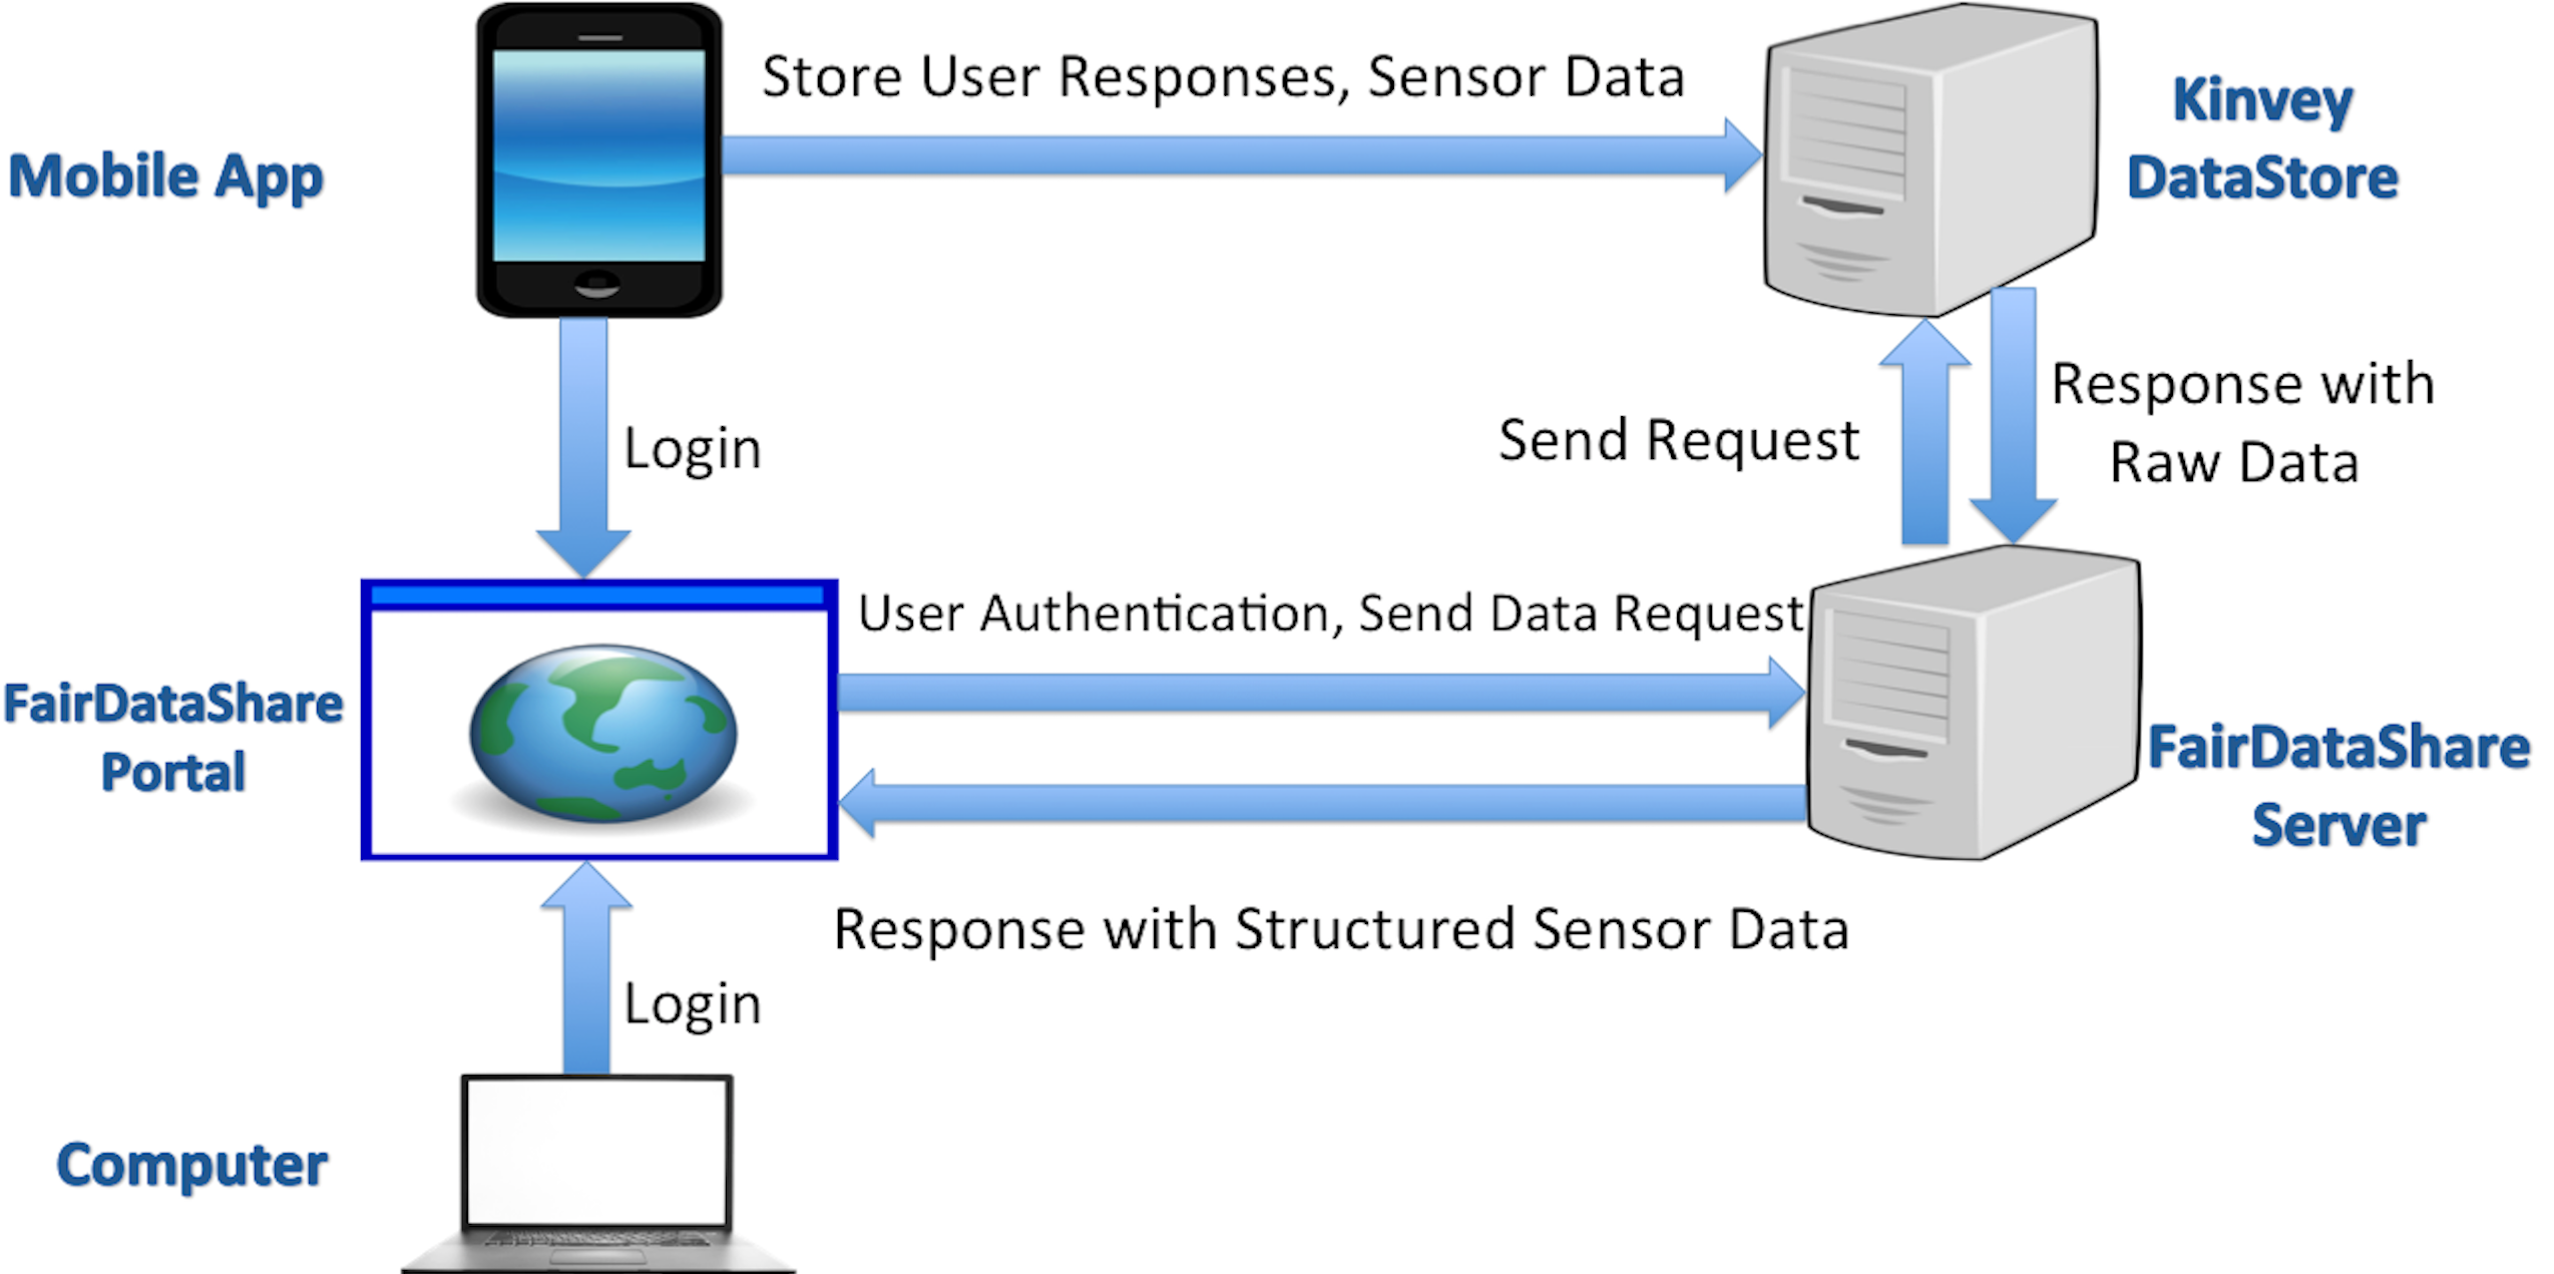 Store User Responses, Sensor Data
Kinvey
DataStore
Mobile App
Response with
Raw Data
Send Request
Login
User Authentication, Send Data Request
FairDataShare
Portal
FairDataShare
Server
Response with Structured Sensor Data
Login
Computer